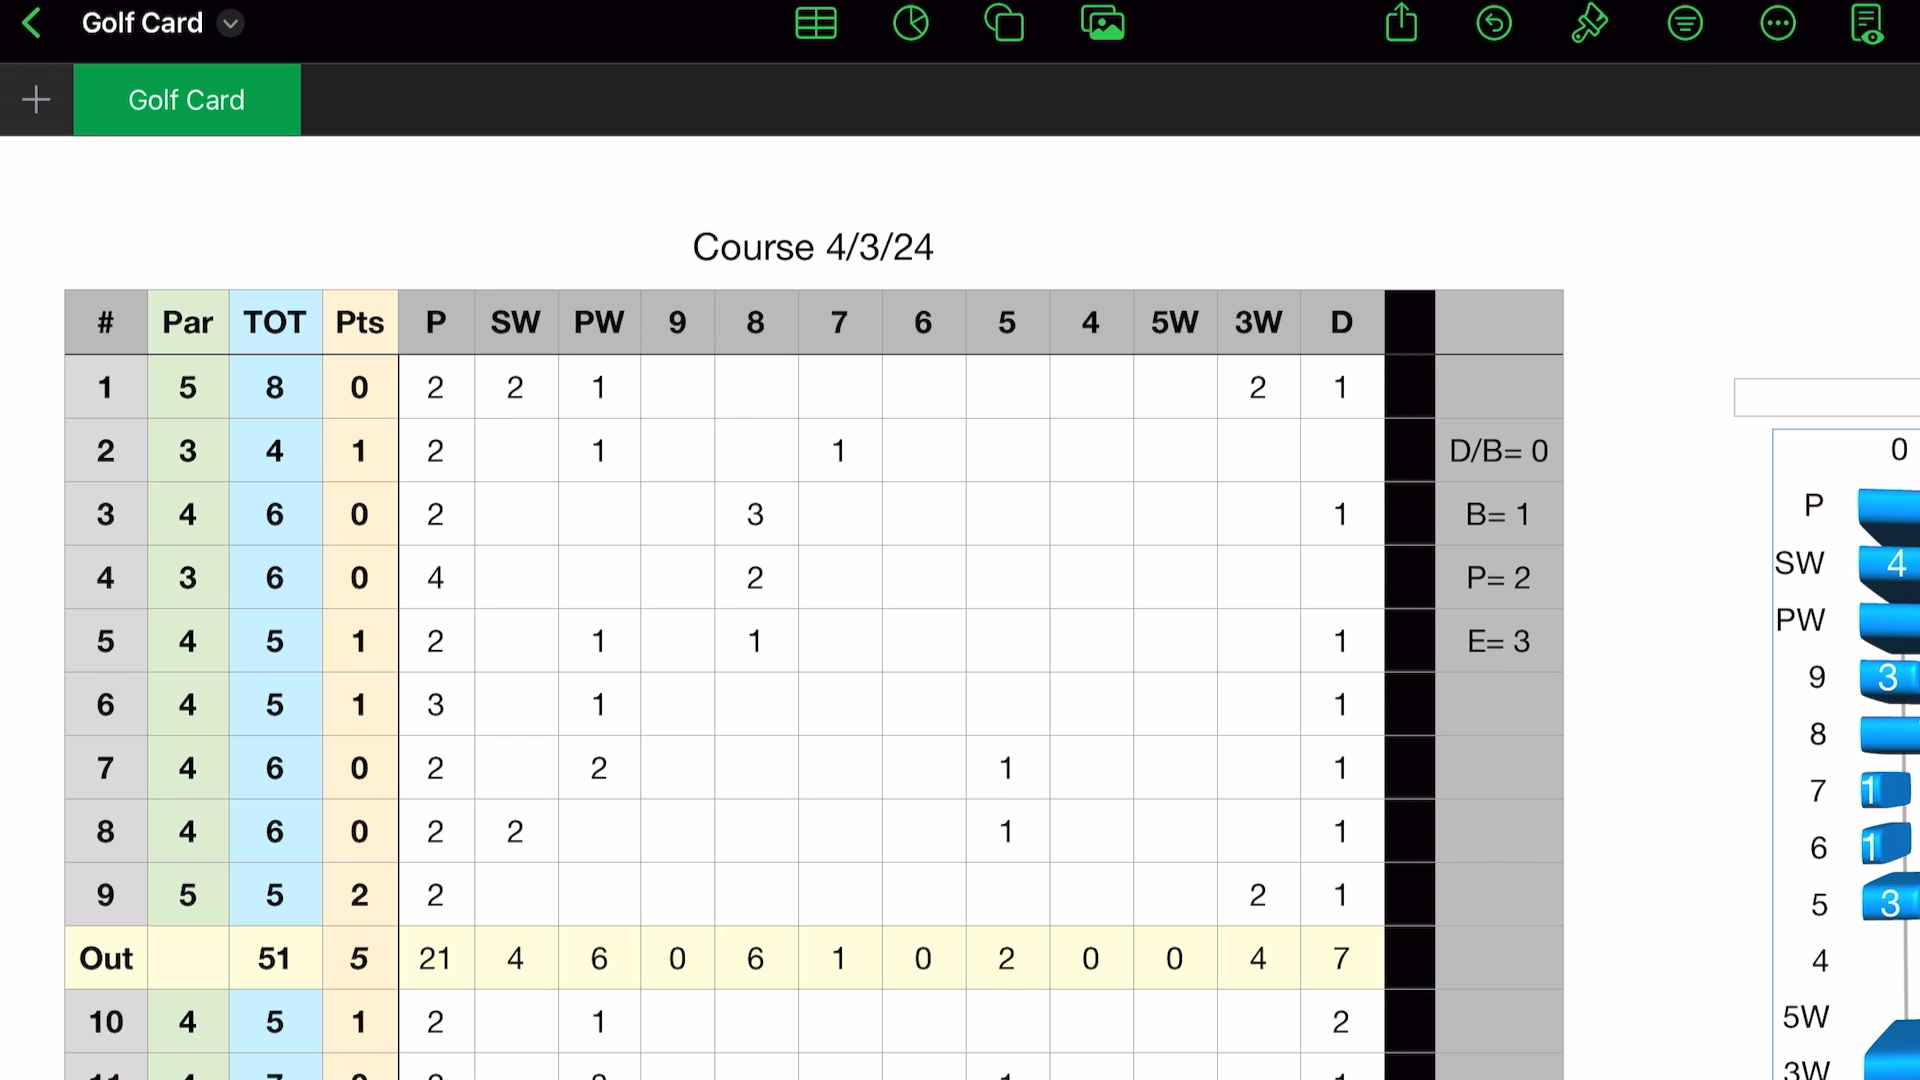 Golf Card
Golf Card
Course 4/3/24
# Par TOT Pts P SW PW 9 8 7 6 5 4 5W 3W D
1 5 8 0 2 2 1 2 1
2 3 4 1 2 1 1 D/B= 0
3 4 6 0 2 3 1 B= 1
4 3 6 0 4 2 P= 2
5 4 5 1 2 1 1 1 E= 3
6 4 5 1 3 1 1
7 4 6 0 2 2 1 1
8 4 6 0 2 2 1 1
9 5 5 2 2 2 1
Out 51 5 21 4 6 0 6 1 0 2 0 0 4 7
10 4 5 1 2 1 2
0
P
SW 4
PW
9 3
8
7 1
6 1
5 3
4
5W
3W